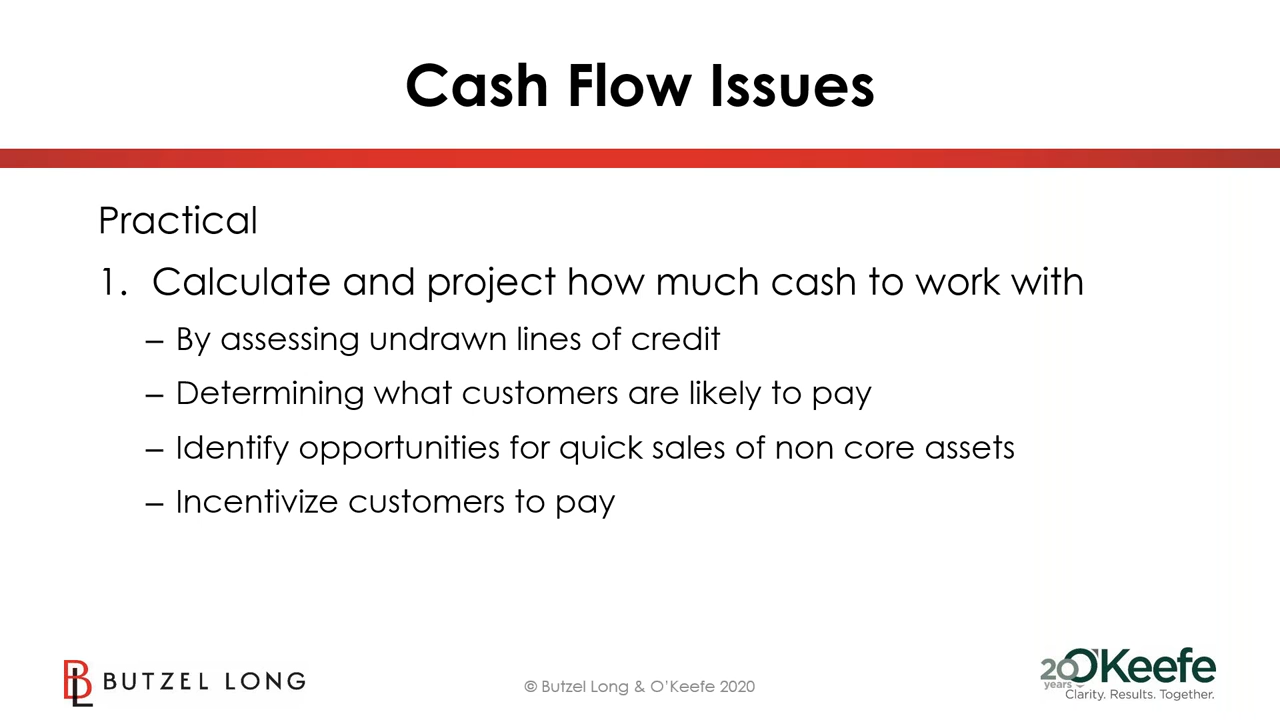 Cash Flow Issues
Practical
1. Calculate and project how much cash to work with
– By assessing undrawn lines of credit
– Determining what customers are likely to pay
– Identify opportunities for quick sales of non core assets
– Incentivize customers to pay
BL BUTZEL LONG
© Butzel Long & O'Keefe 2020
20 years O'Keefe
Clarity. Results. Together.